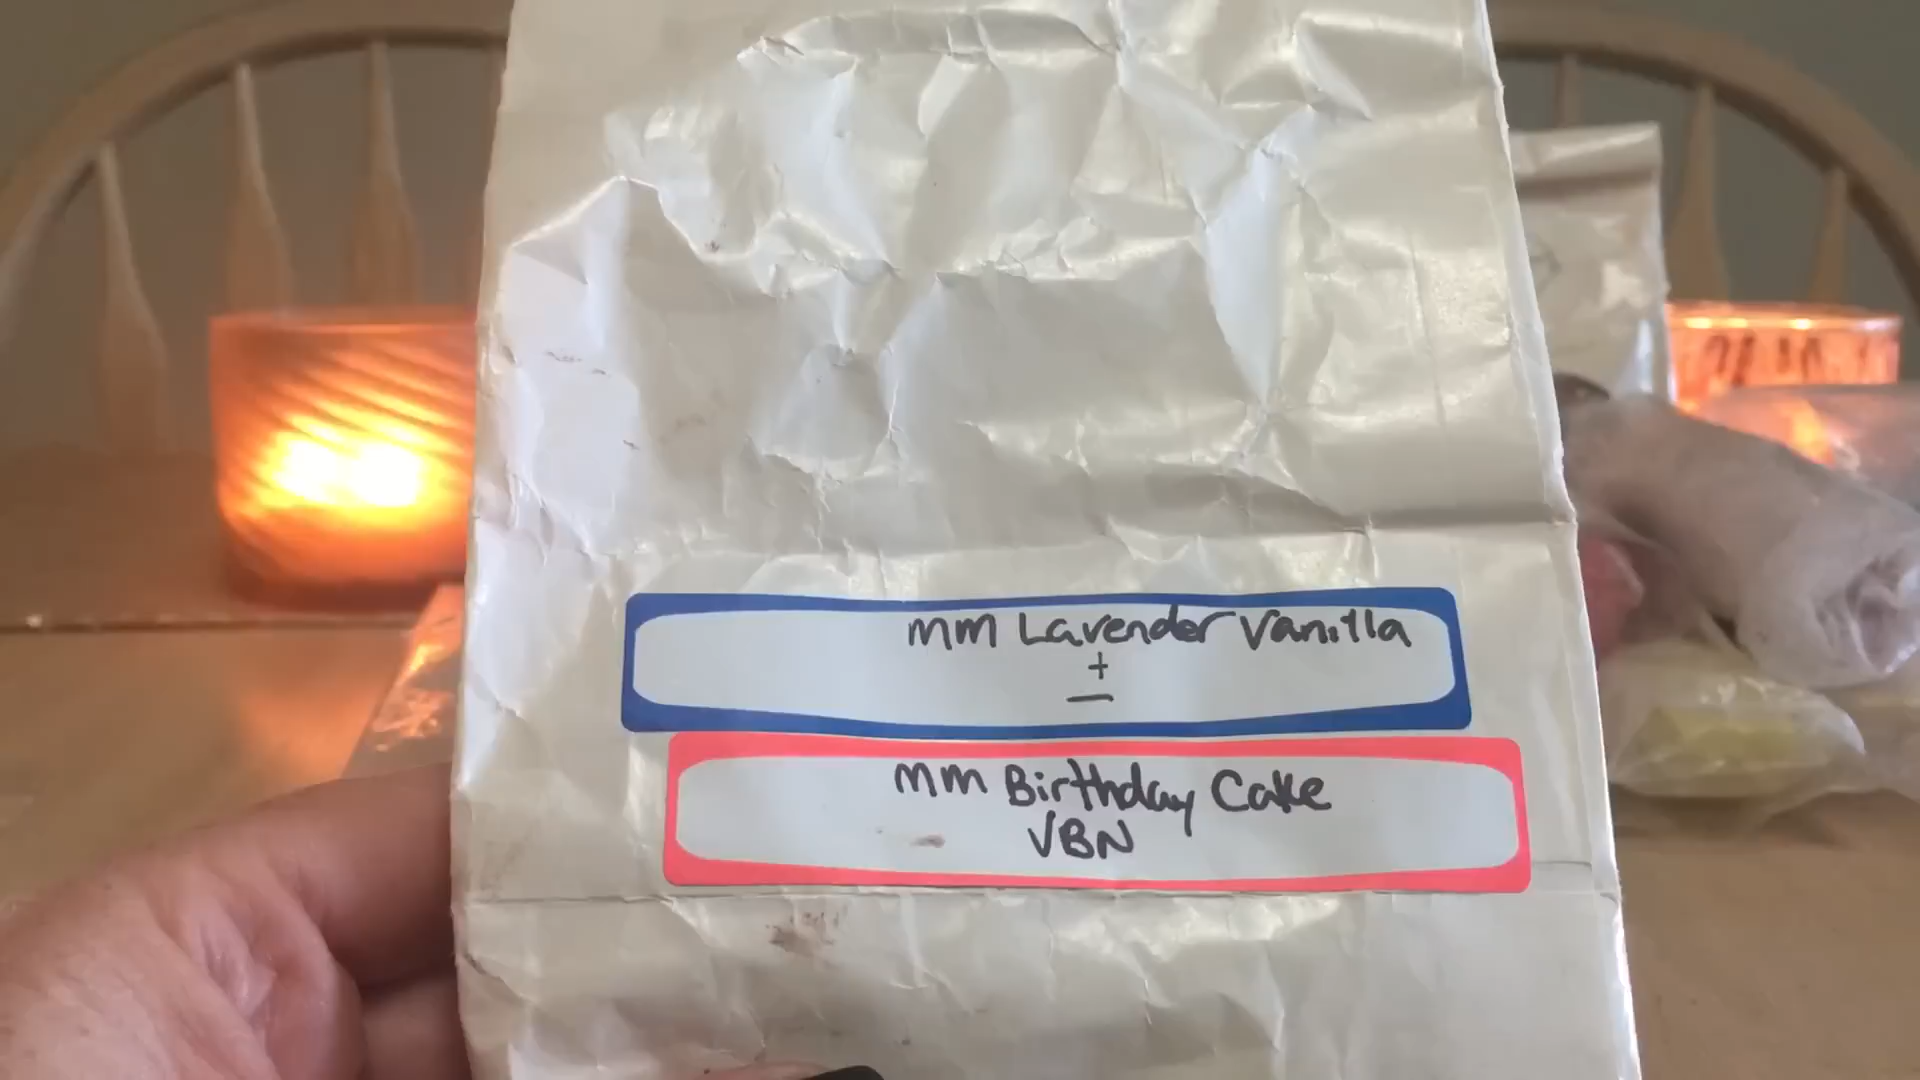 mm Lavender Vanilla
+
—
mm Birthday Cake
VBN